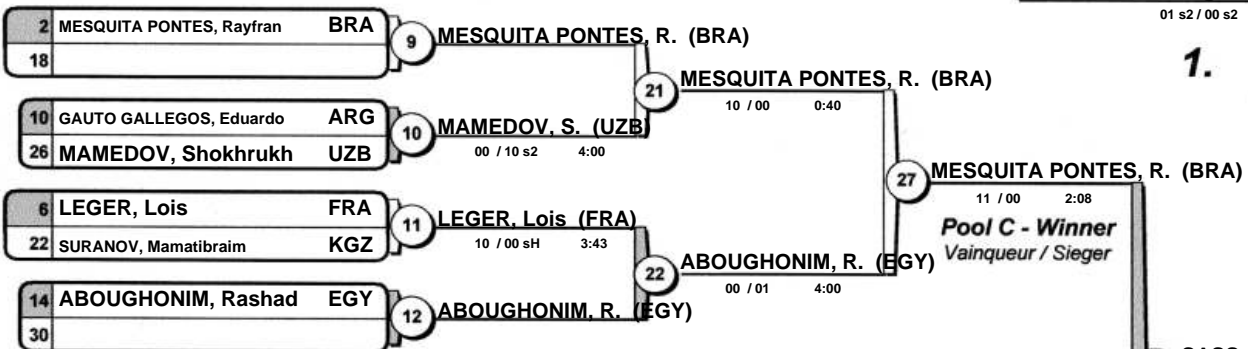 01 s2 / 00 s2
1.
2 MESQUITA PONTES, Rayfran BRA
18
9 MESQUITA PONTES, R. (BRA)
21 MESQUITA PONTES, R. (BRA)
10 / 00 0:40
10 GAUTO GALLEGOS, Eduardo ARG
26 MAMEDOV, Shokhrukh UZB
10 MAMEDOV, S. (UZB)
00 / 10 s2 4:00
27 MESQUITA PONTES, R. (BRA)
11 / 00 2:08
Pool C - Winner
Vainqueur / Sieger
6 LEGER, Lois FRA
22 SURANOV, Mamatibraim KGZ
11 LEGER, Lois (FRA)
10 / 00 sH 3:43
22 ABOUGHONIM, R. (EGY)
00 / 01 4:00
14 ABOUGHONIM, Rashad EGY
30
12 ABOUGHONIM, R. (EGY)